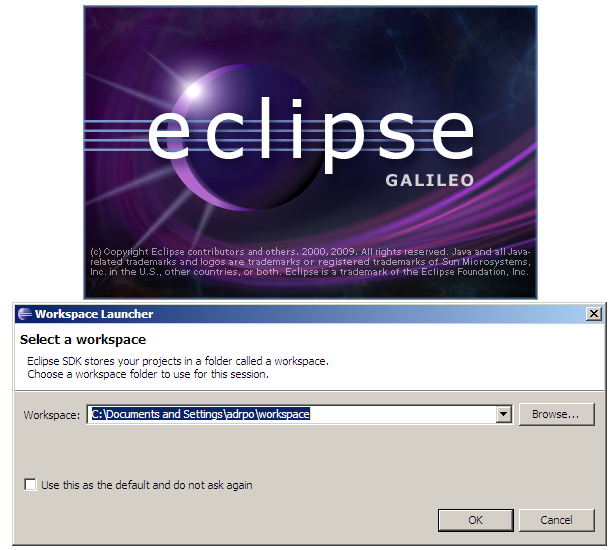 eclipse
GALILEO
(c) Copyright Eclipse contributors and others. 2000, 2009. All rights reserved. Java and all Java-
related trademarks and logos are trademarks or registered trademarks of Sun Microsystems,
Inc. in the U.S., other countries, or both. Eclipse is a trademark of the Eclipse Foundation, Inc.
Workspace Launcher
Select a workspace
Eclipse SDK stores your projects in a folder called a workspace.
Choose a workspace folder to use for this session.
Workspace: C:\Documents and Settings\adrpo\workspace Browse...
Use this as the default and do not ask again
OK Cancel